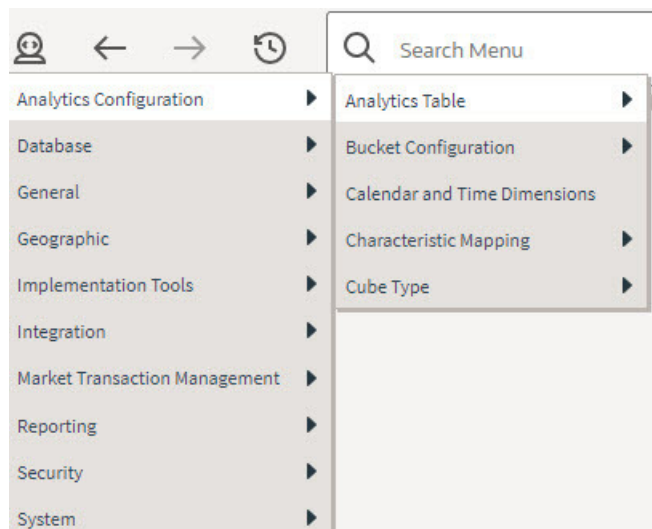 Search Menu
Analytics Configuration
Database
General
Geographic
Implementation Tools
Integration
Market Transaction Management
Reporting
Security
System
Analytics Table
Bucket Configuration
Calendar and Time Dimensions
Characteristic Mapping
Cube Type